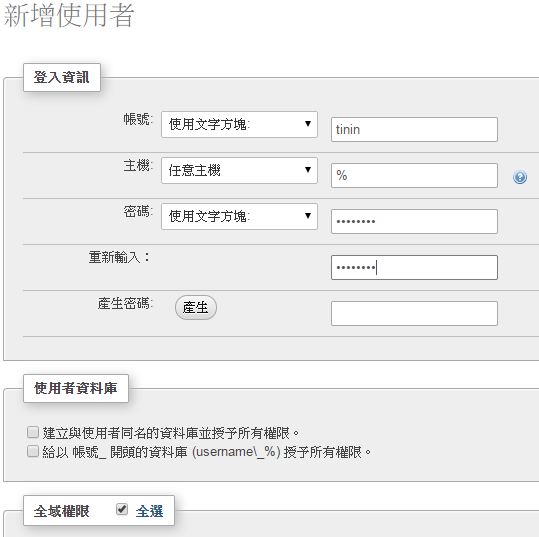 新增使用者
登入資訊
帳號: 使用文字方塊: tinin
主機: 任意主機 %
密碼: 使用文字方塊: ••••••••
重新輸入： ••••••••
產生密碼: 產生
使用者資料庫
建立與使用者同名的資料庫並授予所有權限。
給以 帳號_ 開頭的資料庫 (username\_%) 授予所有權限。
全域權限 全選